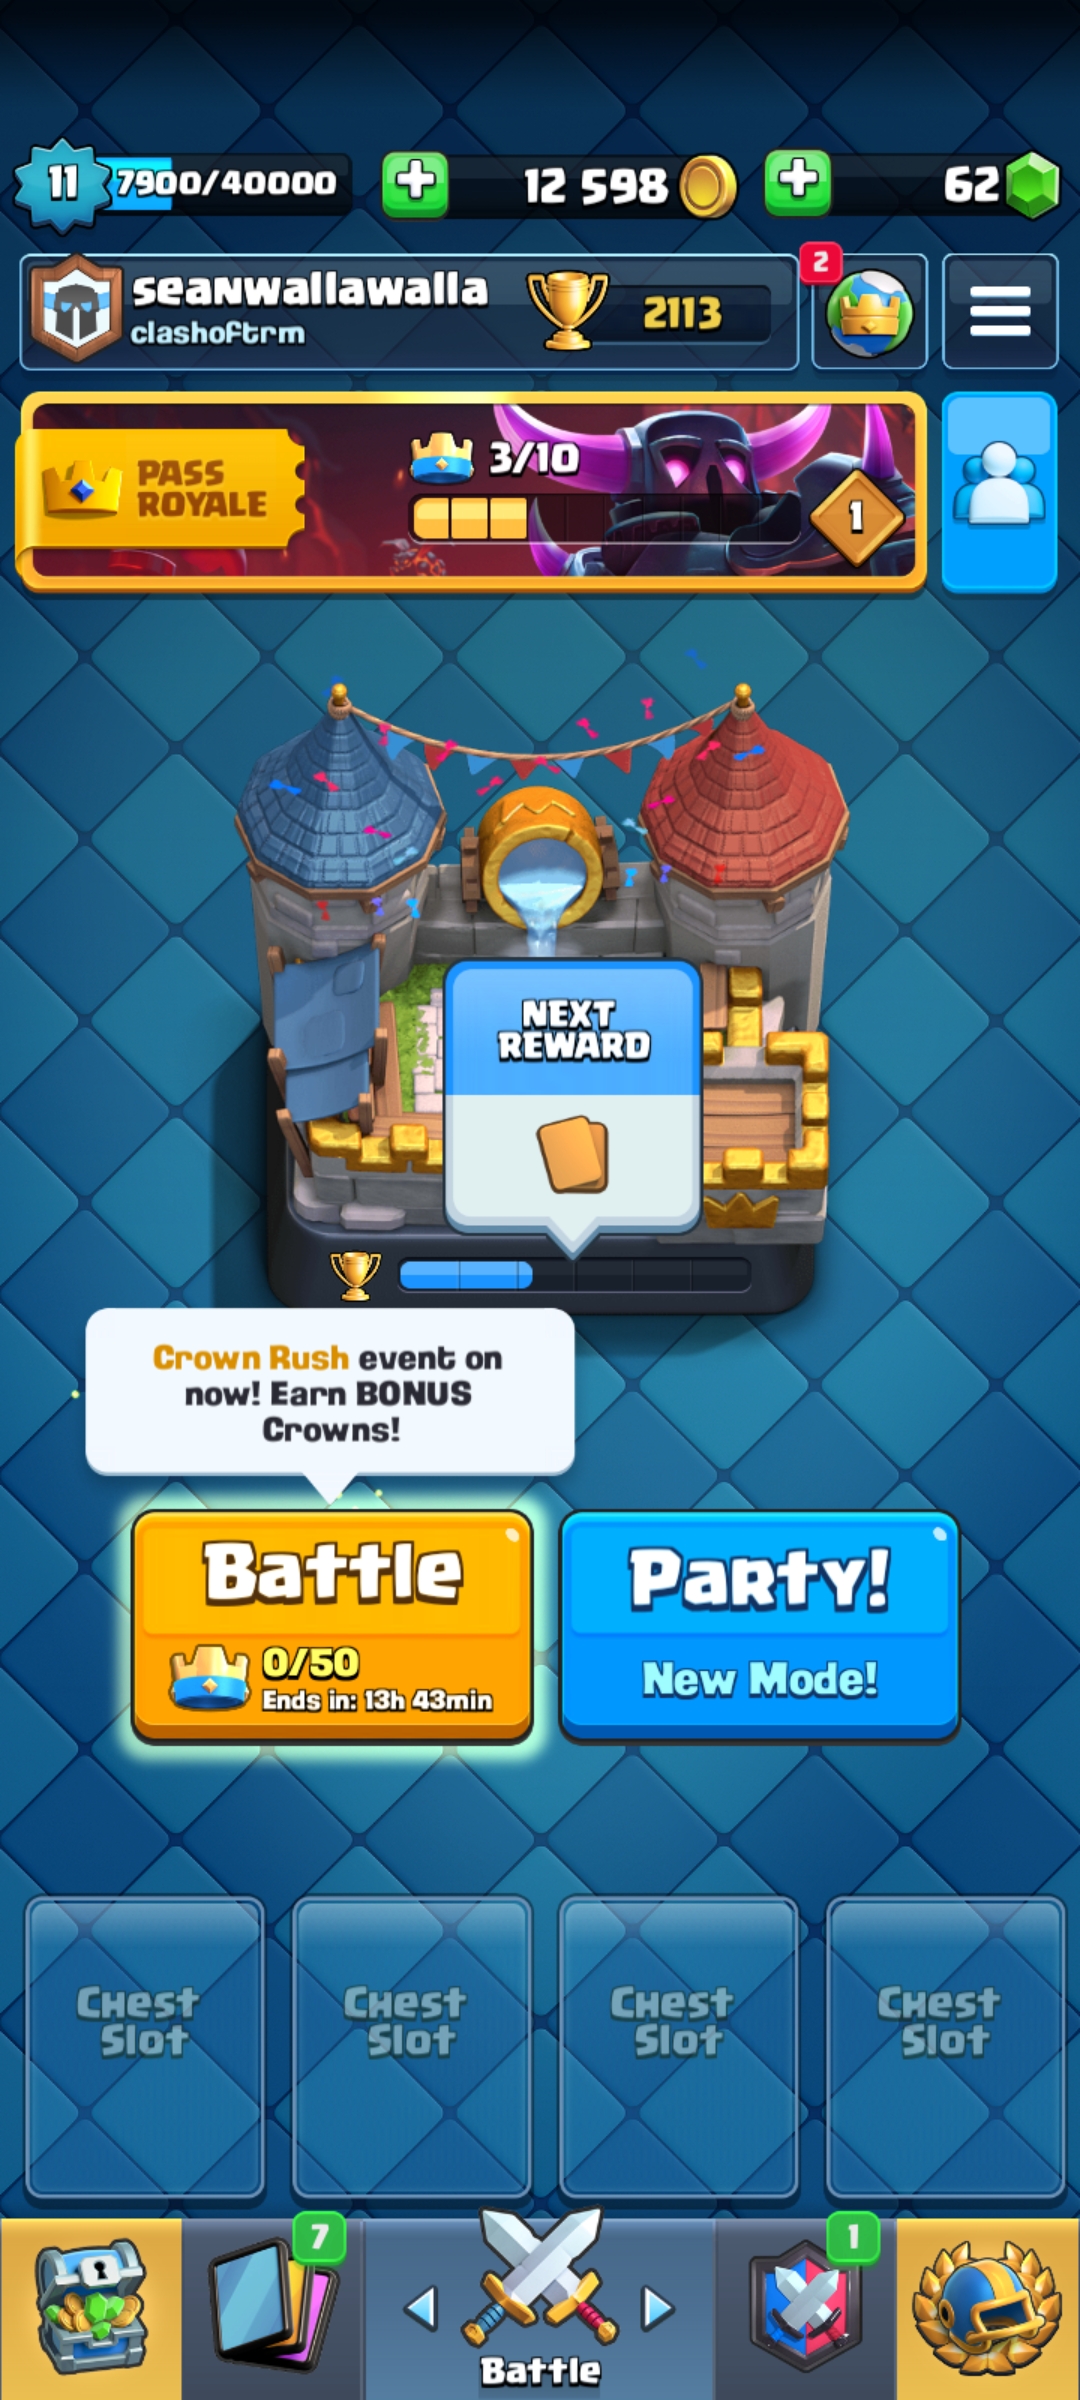 11
7900/40000
12 598
62
seanwallawalla
2113
2
clashoftrm
PASS
ROYALE
3/10
1
NEXT
REWARD
Crown Rush event on
now! Earn BONUS
Crowns!
Battle
0/50
Ends in: 13h 43min
Party!
New Mode!
Chest
Slot
Chest
Slot
Chest
Slot
Chest
Slot
7
1
Battle